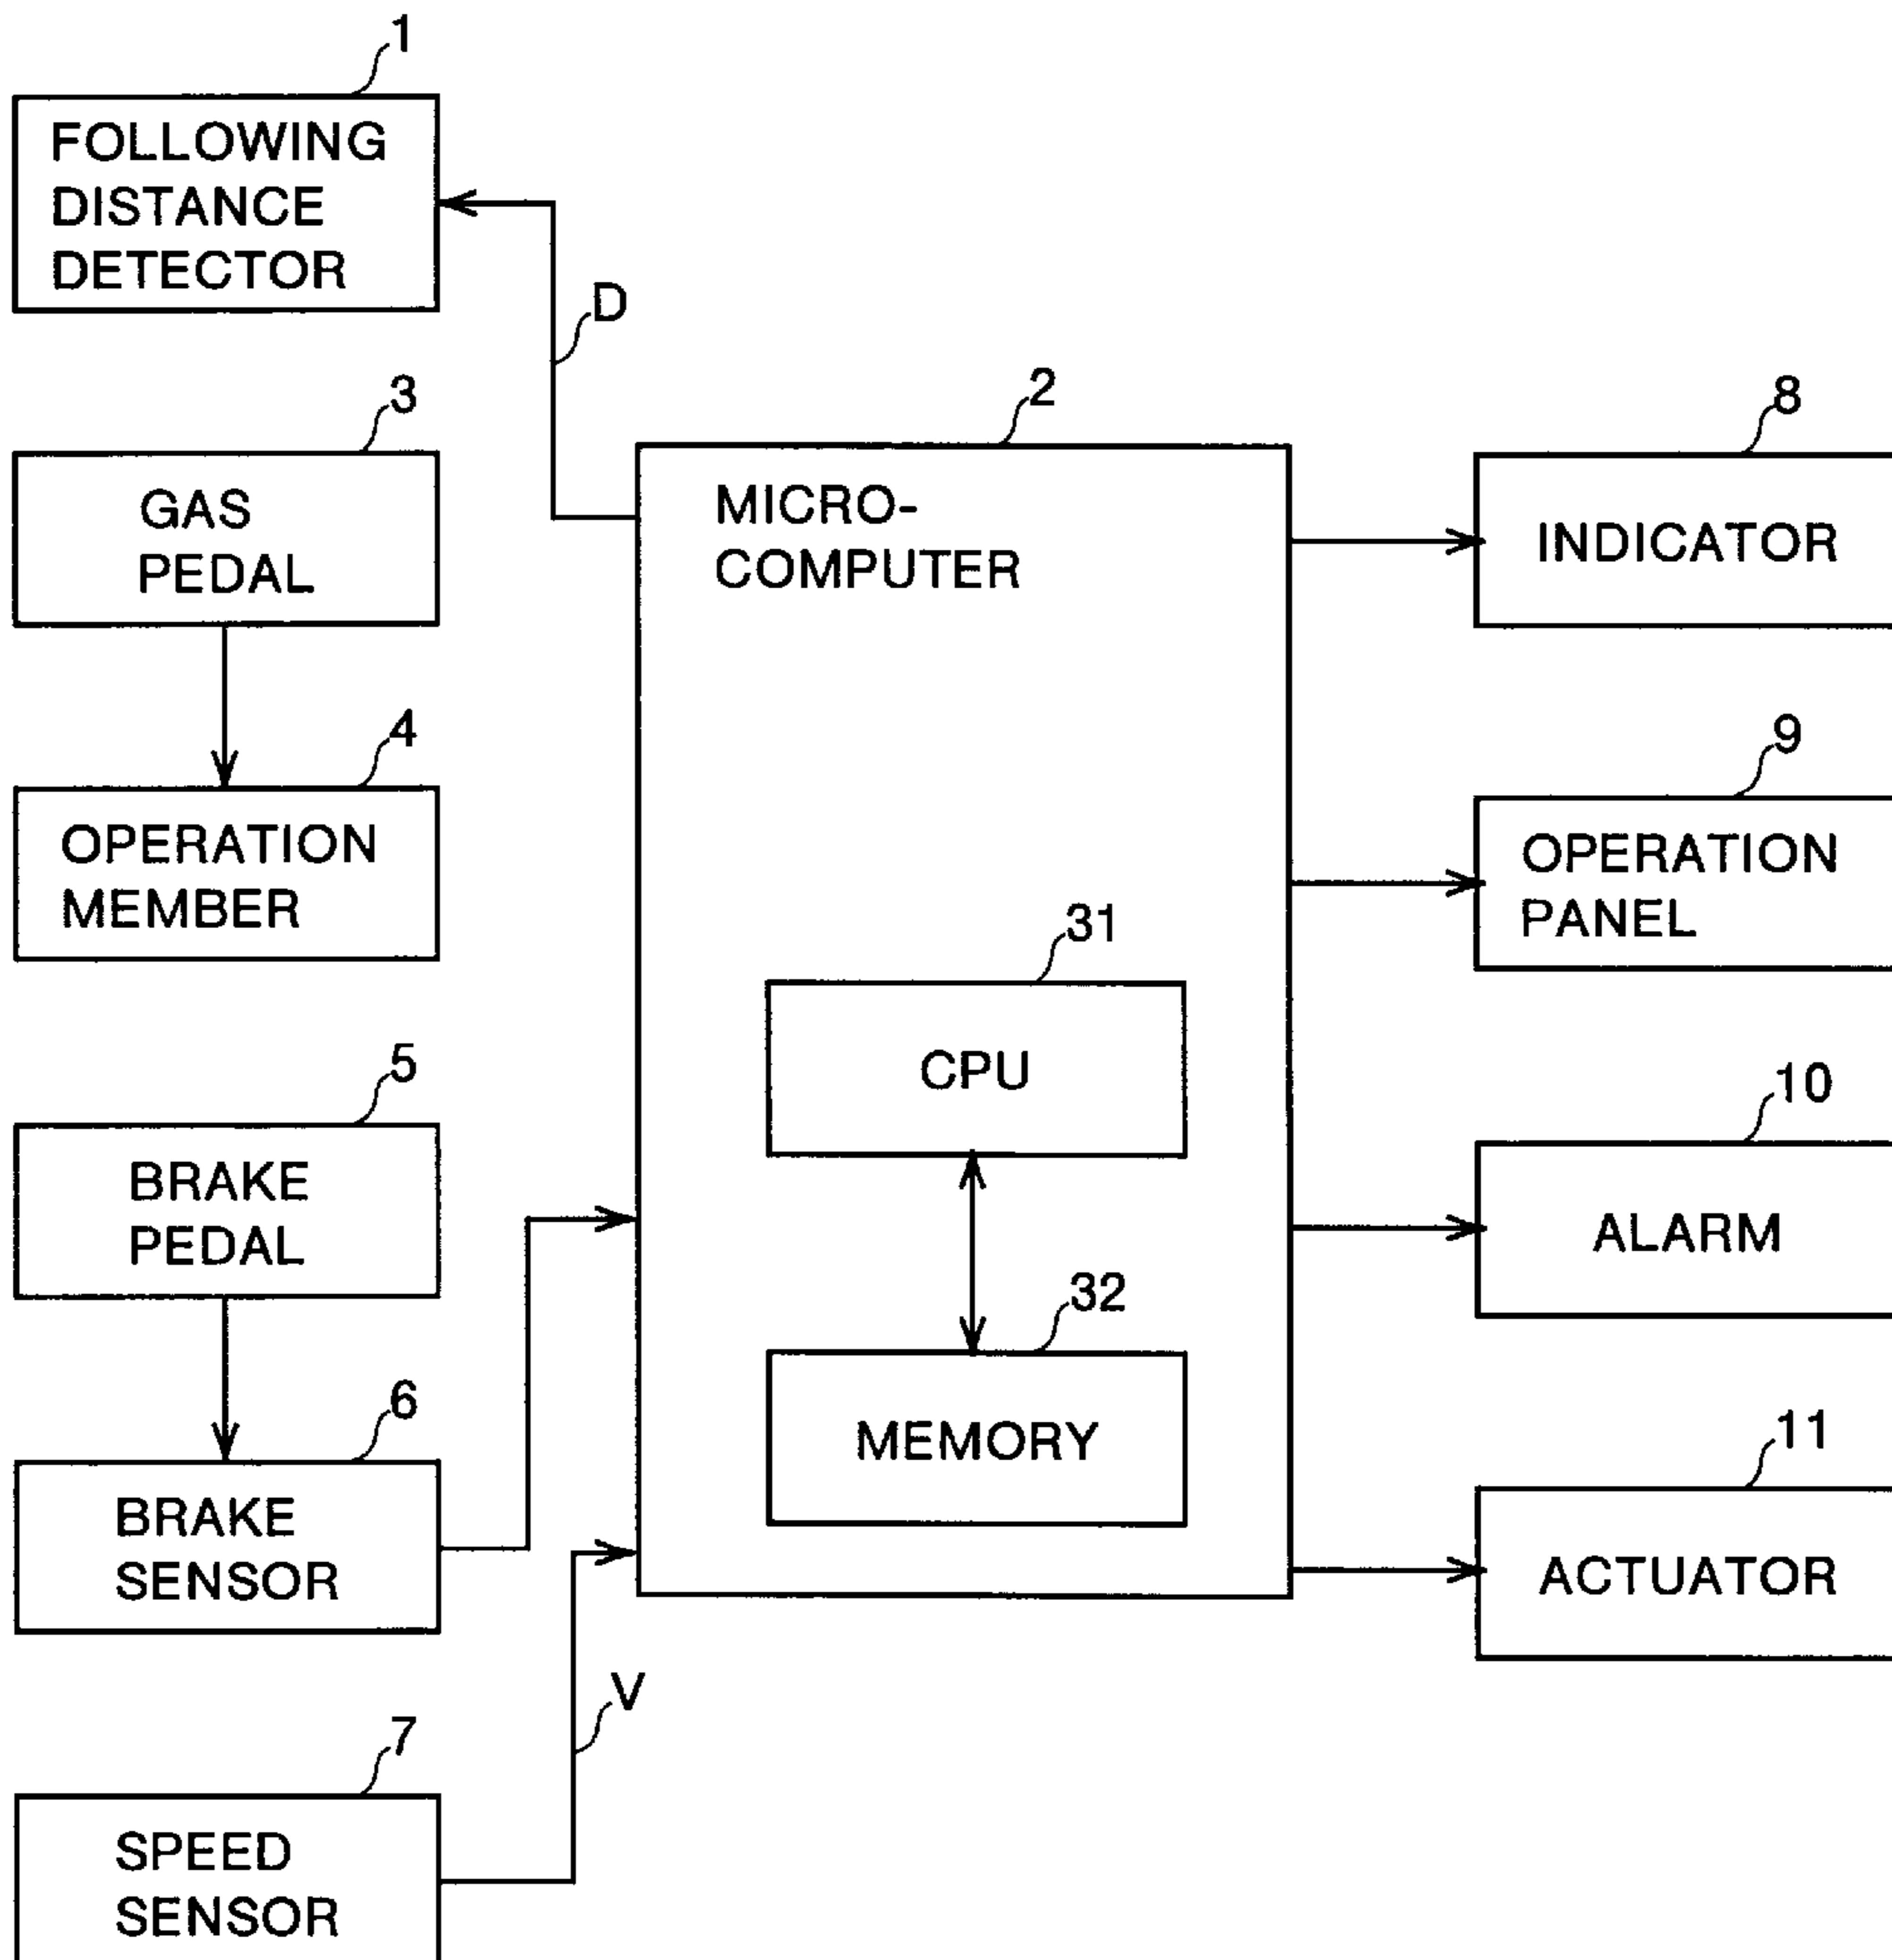 1
FOLLOWING
DISTANCE
DETECTOR
D
3
GAS
PEDAL
4
OPERATION
MEMBER
5
BRAKE
PEDAL
6
BRAKE
SENSOR
7
SPEED
SENSOR
V
2
MICRO-
COMPUTER
31
CPU
32
MEMORY
8
INDICATOR
9
OPERATION
PANEL
10
ALARM
11
ACTUATOR